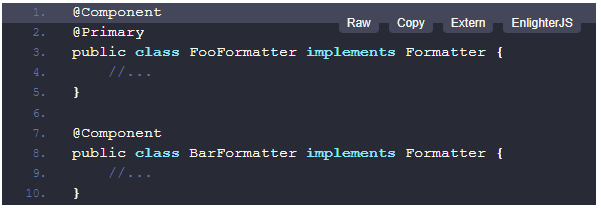 1. @Component
Raw Copy Extern EnlighterJS
2. @Primary
3. public class FooFormatter implements Formatter {
4. //...
5. }
6.
7. @Component
8. public class BarFormatter implements Formatter {
9. //...
10. }